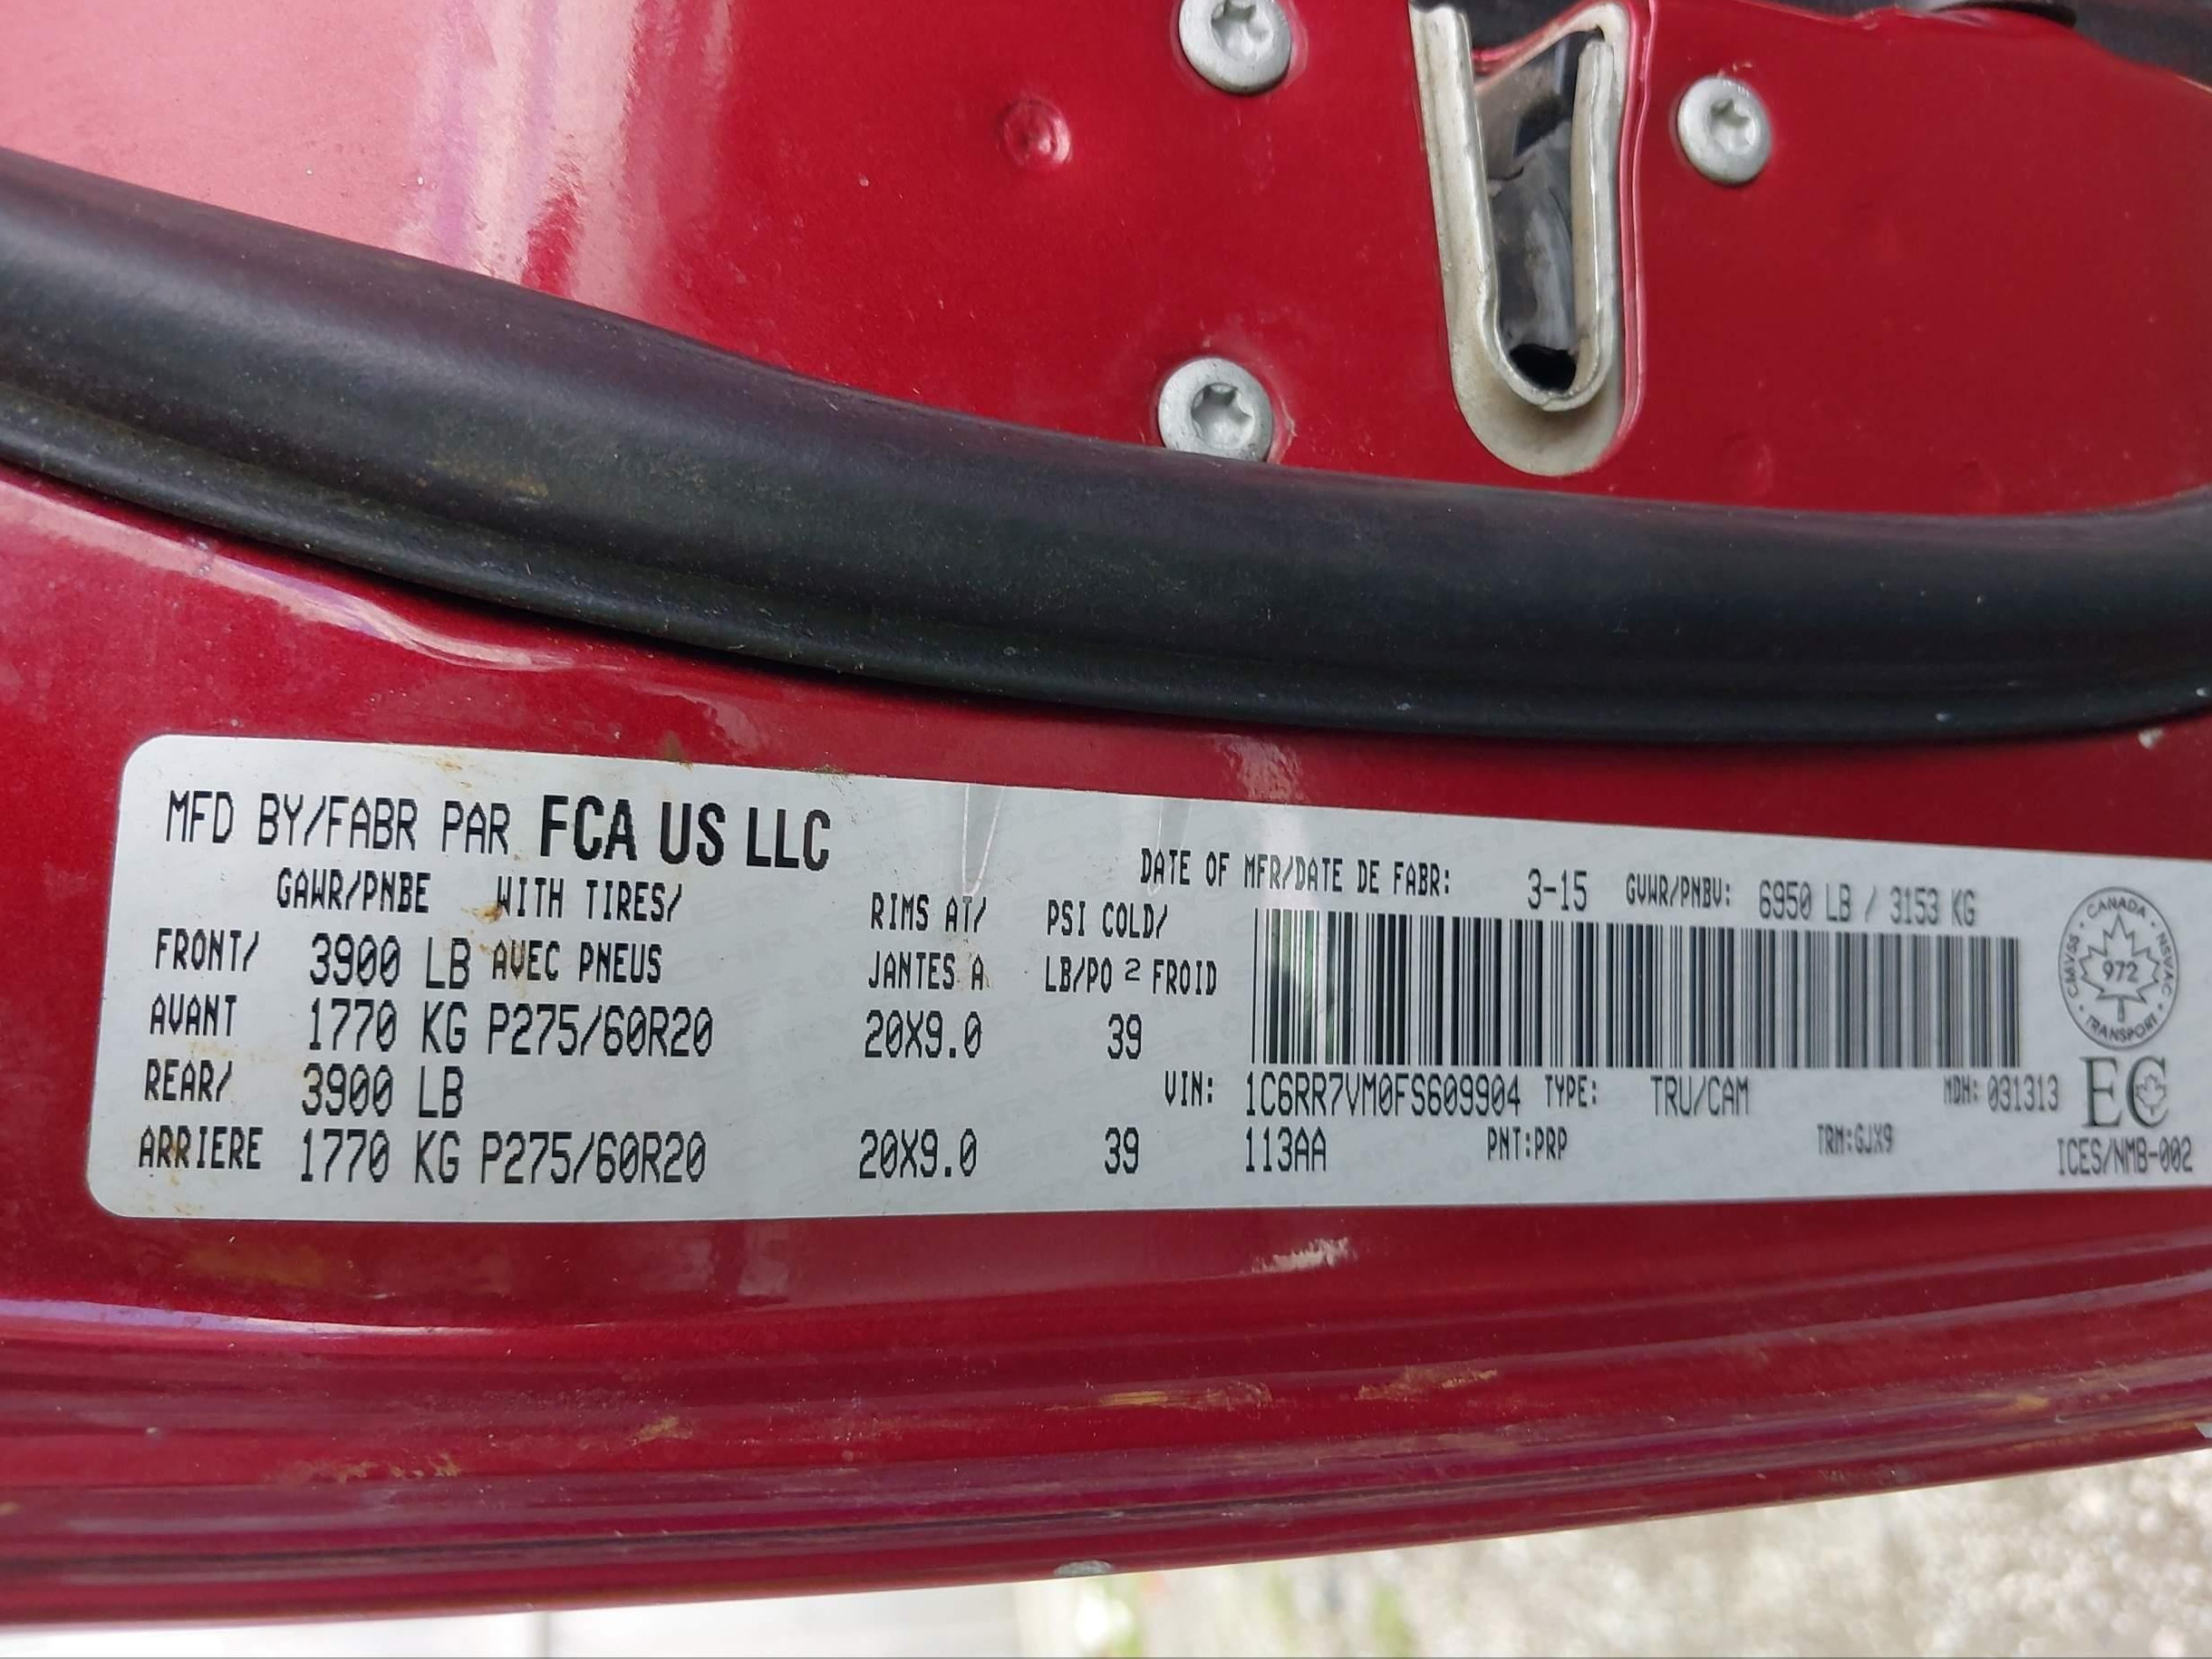 MFD BY/FABR PAR FCA US LLC
DATE OF MFR/DATE DE FABR: 3-15 GVWR/PNBV: 6950 LB / 3153 KG
GAWR/PNBE WITH TIRES/ RIMS AT/ PSI COLD/
FRONT/ 3900 LB AVEC PNEUS JANTES A LB/PO 2 FROID
AVANT 1770 KG P275/60R20 20X9.0 39
REAR/ 3900 LB
ARRIERE 1770 KG P275/60R20 20X9.0 39
VIN: 1C6RR7VM0FS609904 TYPE: TRU/CAM MDH: 031313
113AA PNT:PRP TRM:GJX9
CANADA · NSVAC · TRANSPORT · CMVSS
972
EC
ICES/NMB-002